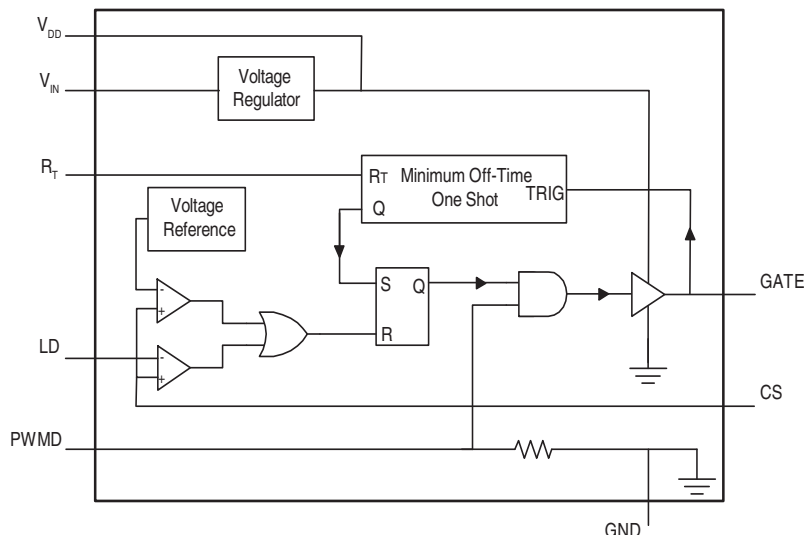 VDD
VIN
Voltage
Regulator
RT
RT
Minimum Off-Time
One Shot
TRIG
Q
Voltage
Reference
-
+
S
Q
R
GATE
LD
-
+
CS
PWMD
GND